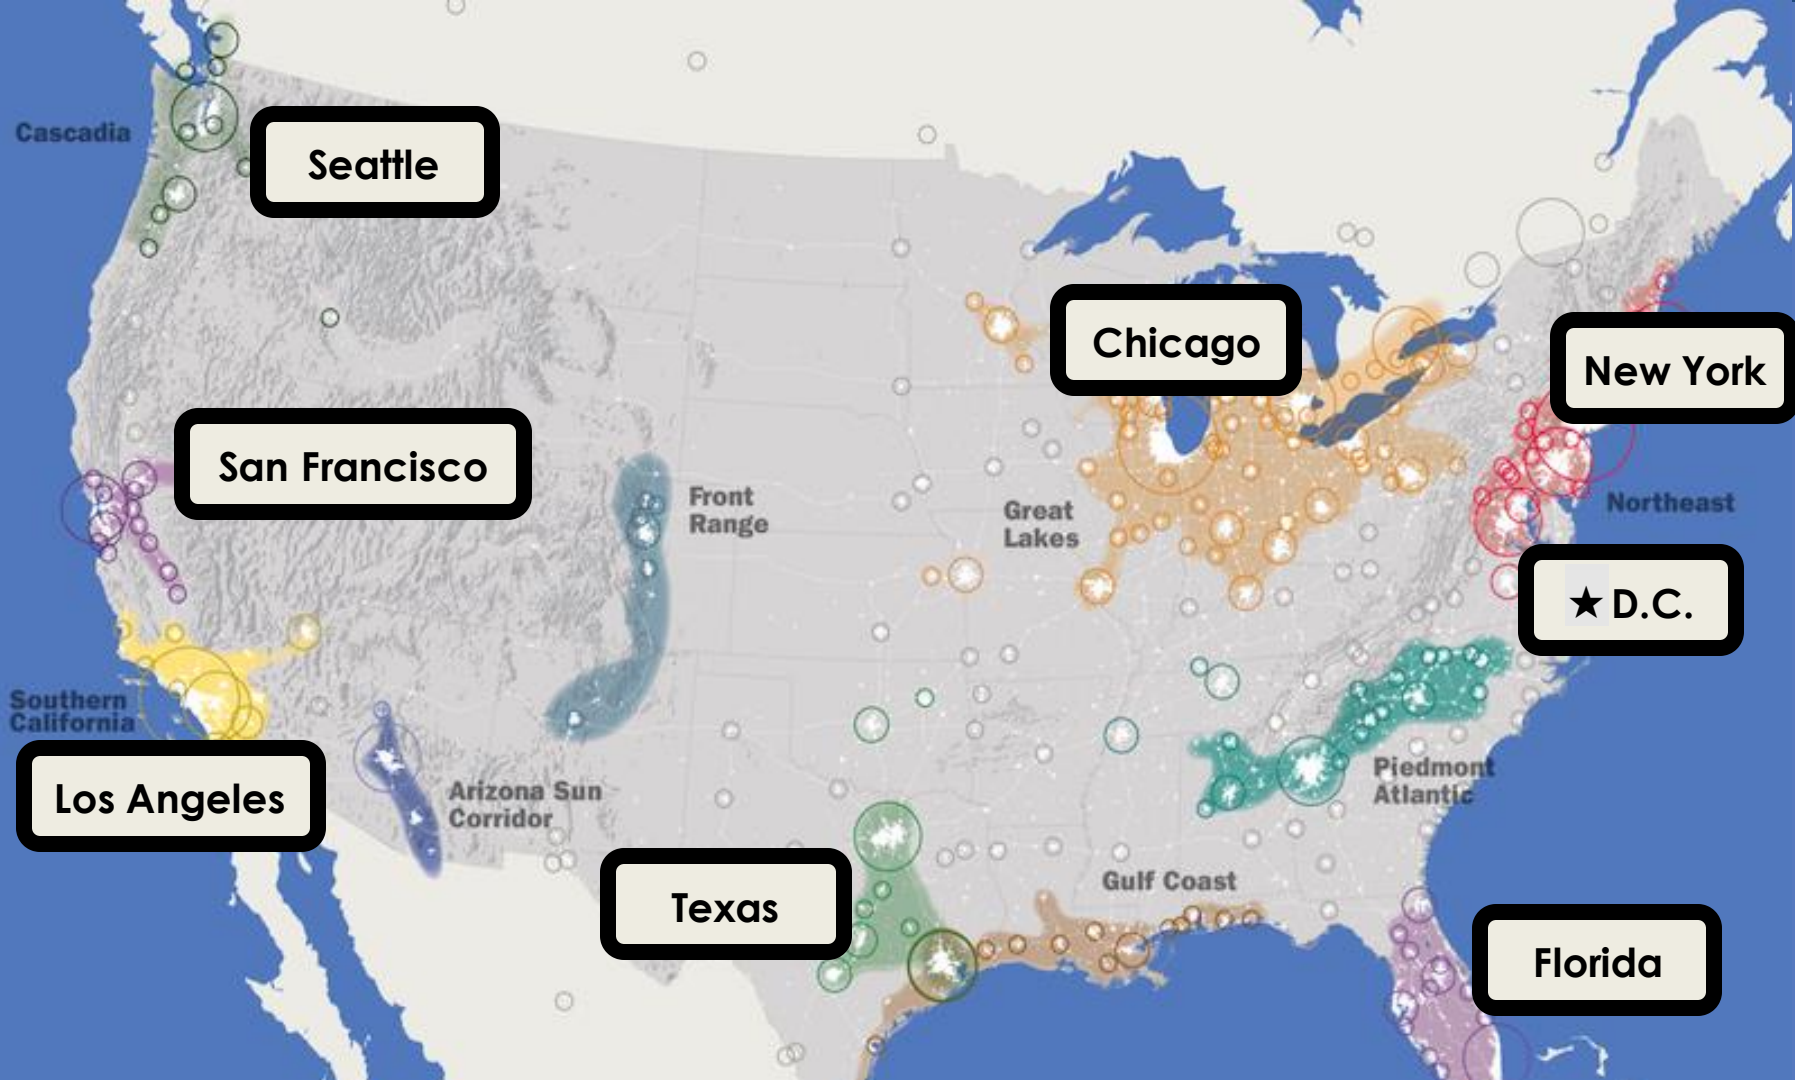 Cascadia
Seattle
Chicago
New York
San Francisco
Front
Range
Great
Lakes
Northeast
★ D.C.
Southern
California
Los Angeles
Arizona Sun
Corridor
Piedmont
Atlantic
Texas
Gulf Coast
Florida